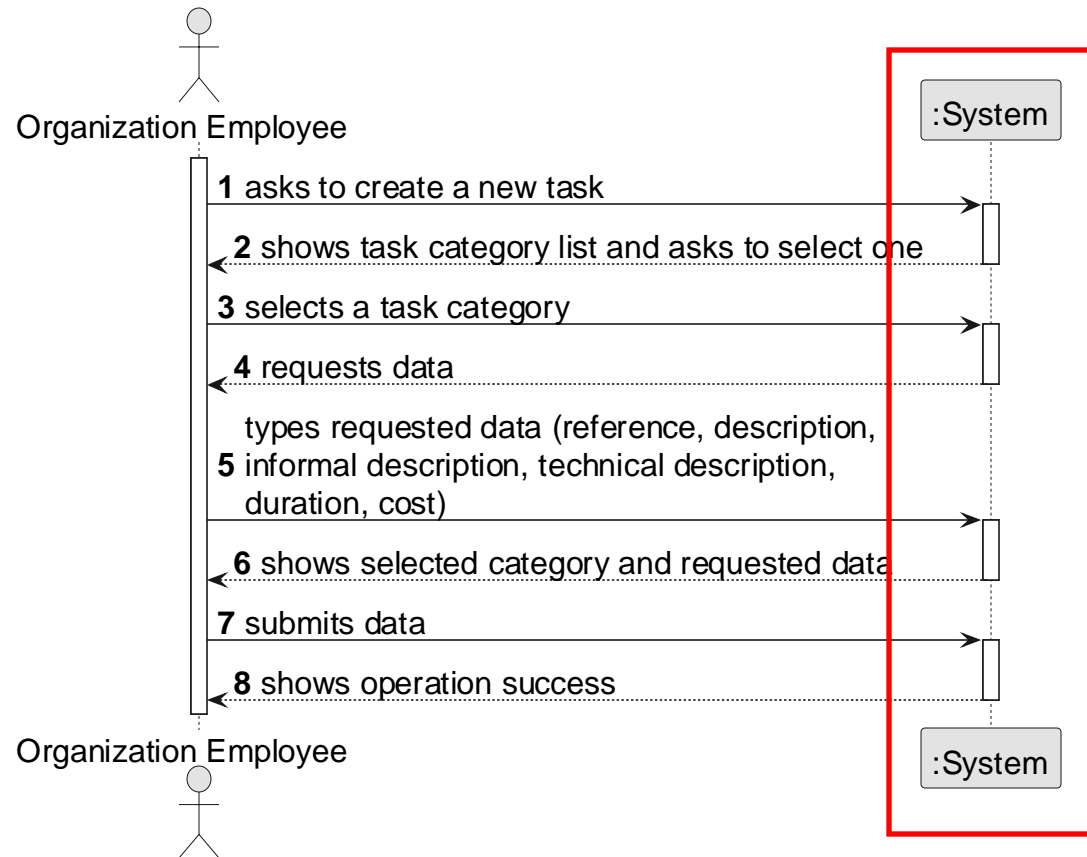 Organization Employee
:System
1 asks to create a new task
2 shows task category list and asks to select one
3 selects a task category
4 requests data
types requested data (reference, description,
5 informal description, technical description,
duration, cost)
6 shows selected category and requested data
7 submits data
8 shows operation success
Organization Employee
:System